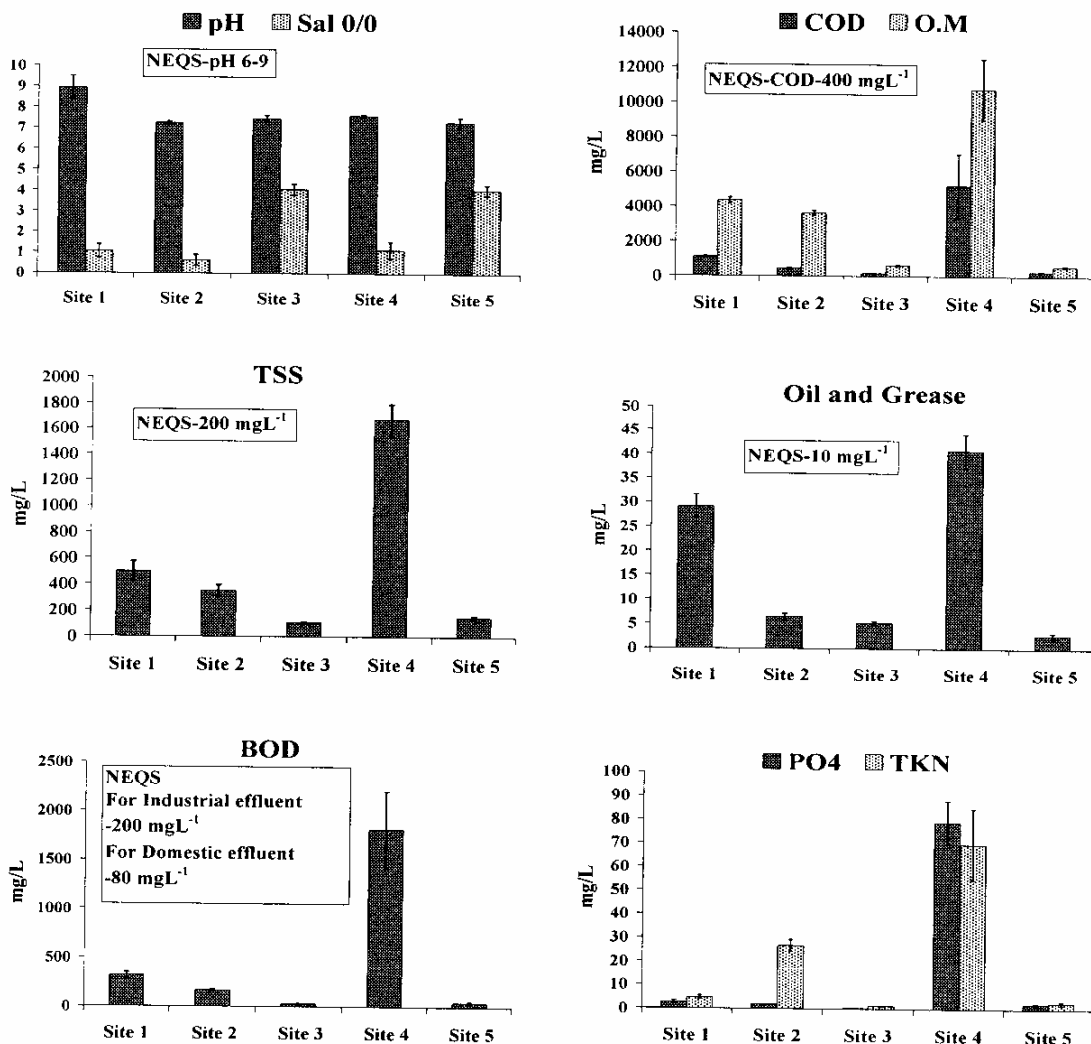 pH Sal 0/0
NEQS-pH 6-9
10
9
8
7
6
5
4
3
2
1
0
Site 1 Site 2 Site 3 Site 4 Site 5
COD O.M
NEQS-COD-400 mgL⁻¹
mg/L
14000
12000
10000
8000
6000
4000
2000
0
Site 1 Site 2 Site 3 Site 4 Site 5
TSS
NEQS-200 mgL⁻¹
mg/L
2000
1800
1600
1400
1200
1000
800
600
400
200
0
Site 1 Site 2 Site 3 Site 4 Site 5
Oil and Grease
NEQS-10 mgL⁻¹
mg/L
50
45
40
35
30
25
20
15
10
5
0
Site 1 Site 2 Site 3 Site 4 Site 5
BOD
NEQS
For Industrial effluent
-200 mgL⁻¹
For Domestic effluent
-80 mgL⁻¹
mg/L
2500
2000
1500
1000
500
0
Site 1 Site 2 Site 3 Site 4 Site 5
PO4 TKN
mg/L
100
90
80
70
60
50
40
30
20
10
0
Site 1 Site 2 Site 3 Site 4 Site 5